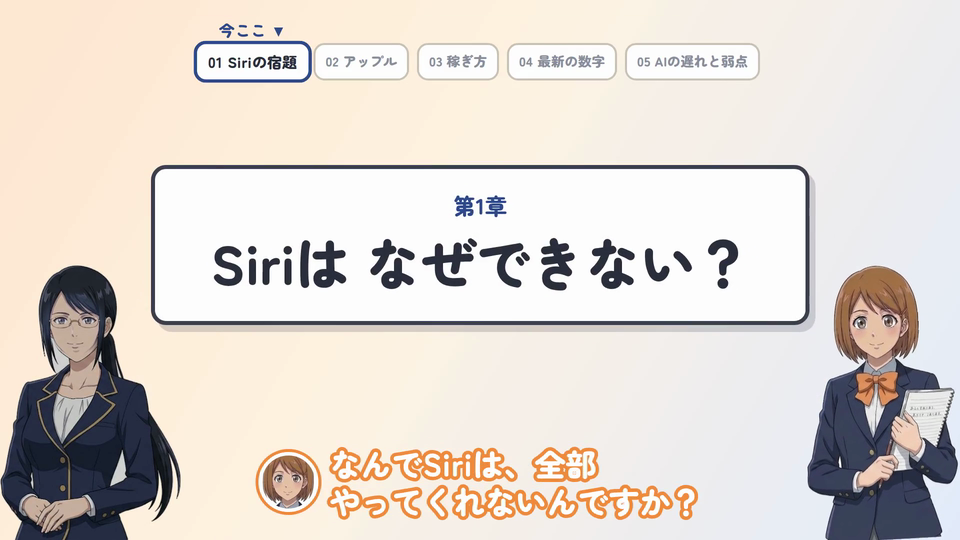 今ここ ▼
01 Siriの宿題
02 アップル
03 稼ぎ方
04 最新の数字
05 AIの遅れと弱点
第1章
Siriは なぜできない？
なんでSiriは、全部
やってくれないんですか？